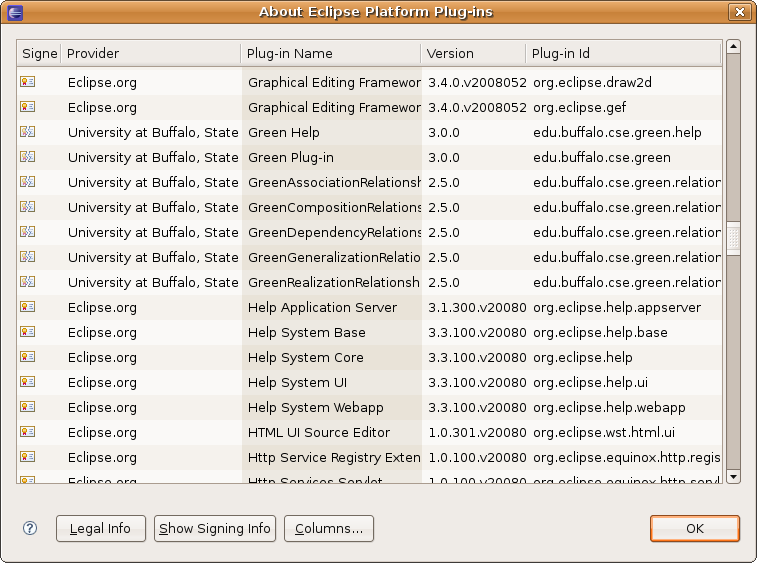 About Eclipse Platform Plug-ins
Signe Provider Plug-in Name Version Plug-in Id
Eclipse.org Graphical Editing Framewor 3.4.0.v2008052 org.eclipse.draw2d
Eclipse.org Graphical Editing Framewor 3.4.0.v2008052 org.eclipse.gef
University at Buffalo, State Green Help 3.0.0 edu.buffalo.cse.green.help
University at Buffalo, State Green Plug-in 3.0.0 edu.buffalo.cse.green
University at Buffalo, State GreenAssociationRelationsh 2.5.0 edu.buffalo.cse.green.relation
University at Buffalo, State GreenCompositionRelations 2.5.0 edu.buffalo.cse.green.relation
University at Buffalo, State GreenDependencyRelations 2.5.0 edu.buffalo.cse.green.relation
University at Buffalo, State GreenGeneralizationRelatio 2.5.0 edu.buffalo.cse.green.relation
University at Buffalo, State GreenRealizationRelationsh 2.5.0 edu.buffalo.cse.green.relation
Eclipse.org Help Application Server 3.1.300.v20080 org.eclipse.help.appserver
Eclipse.org Help System Base 3.3.100.v20080 org.eclipse.help.base
Eclipse.org Help System Core 3.3.100.v20080 org.eclipse.help
Eclipse.org Help System UI 3.3.100.v20080 org.eclipse.help.ui
Eclipse.org Help System Webapp 3.3.100.v20080 org.eclipse.help.webapp
Eclipse.org HTML UI Source Editor 1.0.301.v20080 org.eclipse.wst.html.ui
Eclipse.org Http Service Registry Exten 1.0.100.v20080 org.eclipse.equinox.http.regis
Eclipse.org Http Services Servlet 1.0.100.v20080 org.eclipse.equinox.http.servl
? Legal Info Show Signing Info Columns... OK